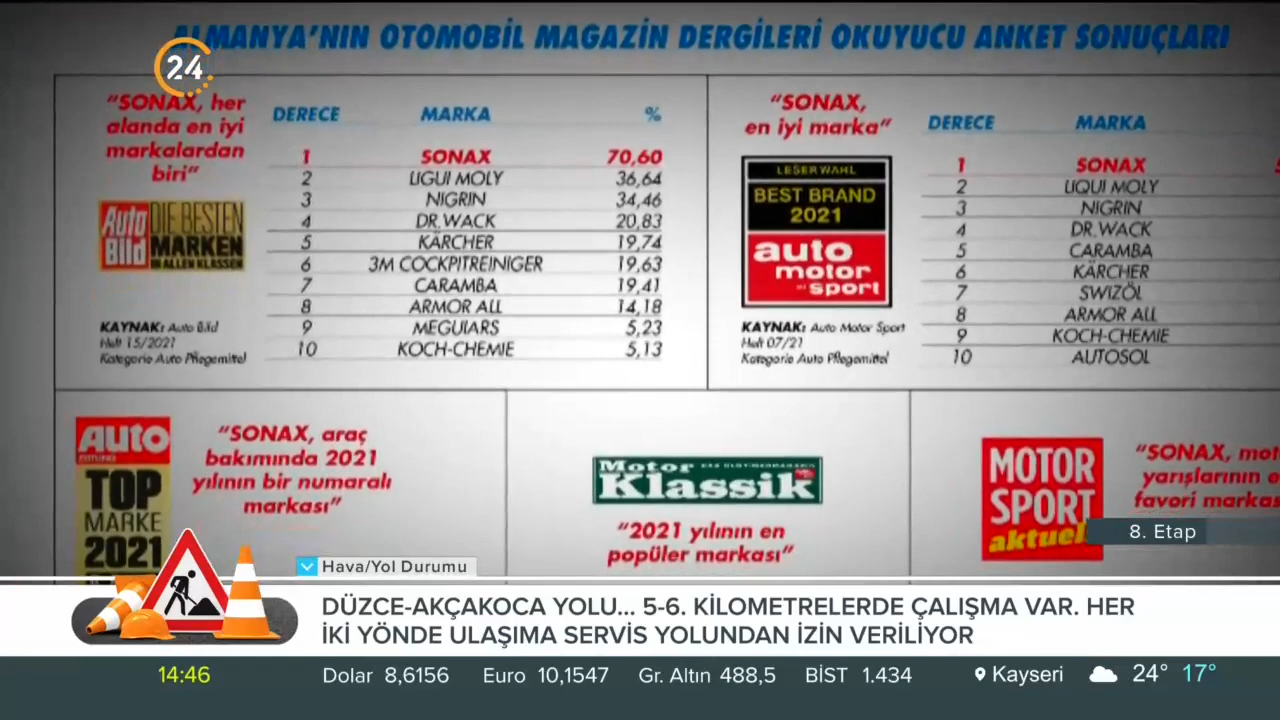 ALMANYA'NIN OTOMOBİL MAGAZİN DERGİLERİ OKUYUCU ANKET SONUÇLARI
24
"SONAX, her
alanda en iyi
markalardan
biri"
Auto
Bild
DIE BESTEN
MARKEN
IN ALLEN KLASSEN
KAYNAK: Auto Bild
Heft 15/2021
Kategorie Auto Pflegemittel
DERECE MARKA %
1 SONAX 70,60
2 LIGUI MOLY 36,64
3 NIGRIN 34,46
4 DR.WACK 20,83
5 KÄRCHER 19,74
6 3M COCKPITREINIGER 19,63
7 CARAMBA 19,41
8 ARMOR ALL 14,18
9 MEGUIARS 5,23
10 KOCH-CHEMIE 5,13
"SONAX,
en iyi marka"
LESERWAHL
BEST BRAND
2021
auto
motor
sport
KAYNAK: Auto Motor Sport
Heft 07/21
Kategorie Auto Pflegemittel
DERECE MARKA
1 SONAX
2 LIQUI MOLY
3 NIGRIN
4 DR.WACK
5 CARAMBA
6 KÄRCHER
7 SWIZÖL
8 ARMOR ALL
9 KOCH-CHEMIE
10 AUTOSOL
Auto
ZEITUNG
TOP
MARKE
2021
"SONAX, araç
bakımında 2021
yılının bir numaralı
markası"
Motor
Klassik
"2021 yılının en
popüler markası"
MOTOR
SPORT
aktuell
"SONAX, mot
yarışlarının e
favori markas
8. Etap
Hava/Yol Durumu
DÜZCE-AKÇAKOCA YOLU... 5-6. KİLOMETRELERDE ÇALIŞMA VAR. HER
İKİ YÖNDE ULAŞIMA SERVİS YOLUNDAN İZİN VERİLİYOR
14:46 Dolar 8,6156 Euro 10,1547 Gr. Altın 488,5 BİST 1.434 Kayseri 24° 17°